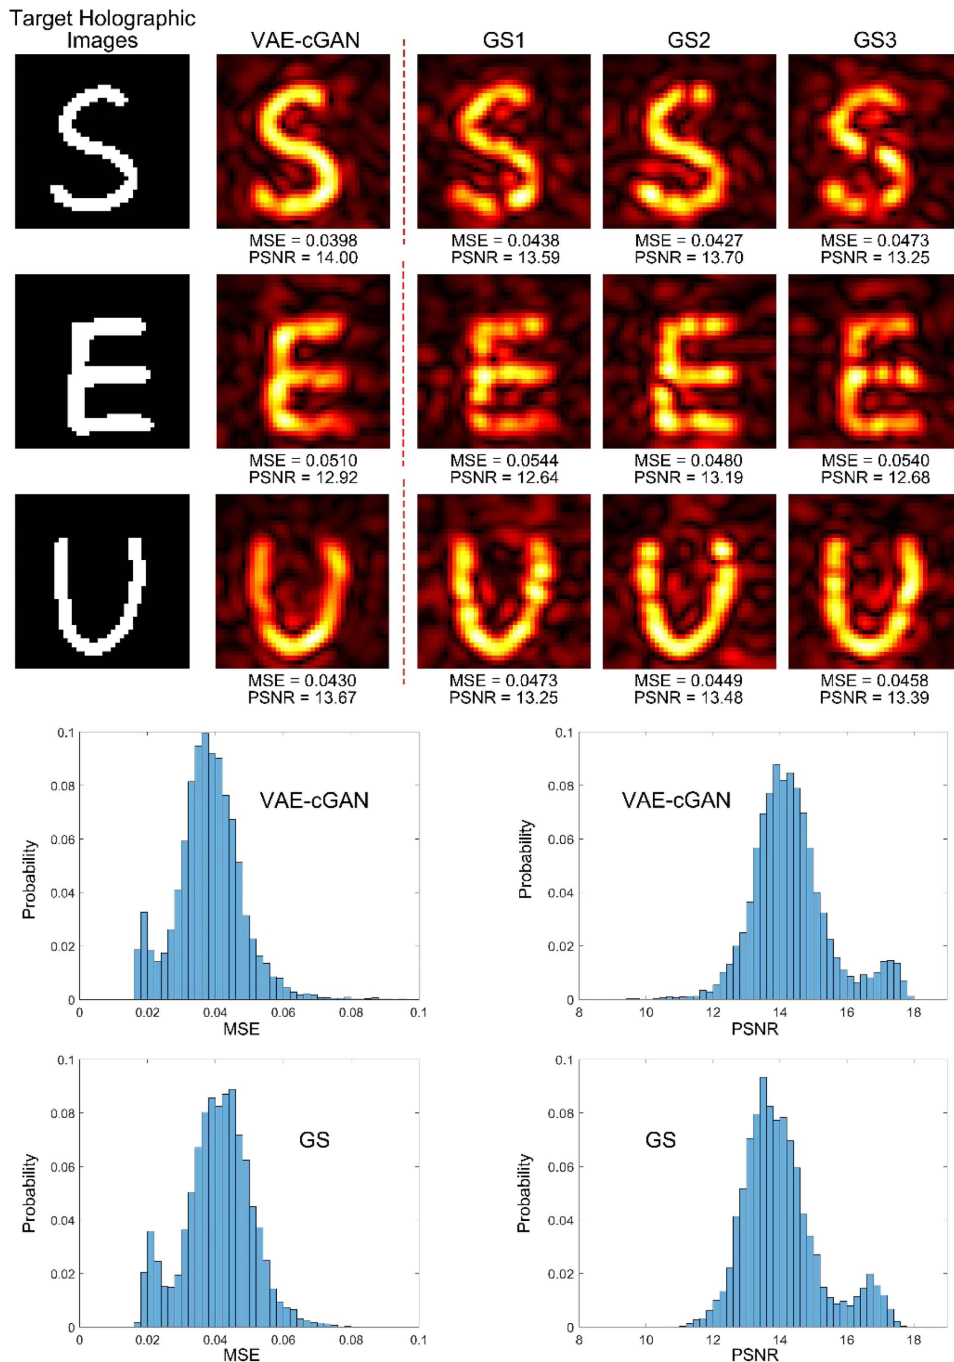 Target Holographic
Images
VAE-cGAN
GS1
GS2
GS3
S
MSE = 0.0398
PSNR = 14.00
MSE = 0.0438
PSNR = 13.59
MSE = 0.0427
PSNR = 13.70
MSE = 0.0473
PSNR = 13.25
E
MSE = 0.0510
PSNR = 12.92
MSE = 0.0544
PSNR = 12.64
MSE = 0.0480
PSNR = 13.19
MSE = 0.0540
PSNR = 12.68
U
MSE = 0.0430
PSNR = 13.67
MSE = 0.0473
PSNR = 13.25
MSE = 0.0449
PSNR = 13.48
MSE = 0.0458
PSNR = 13.39
0.1
0.08
0.06
0.04
0.02
0
Probability
VAE-cGAN
0 0.02 0.04 0.06 0.08 0.1
MSE
0.1
0.08
0.06
0.04
0.02
0
Probability
VAE-cGAN
8 10 12 14 16 18
PSNR
0.1
0.08
0.06
0.04
0.02
0
Probability
GS
0 0.02 0.04 0.06 0.08 0.1
MSE
0.1
0.08
0.06
0.04
0.02
0
Probability
GS
8 10 12 14 16 18
PSNR